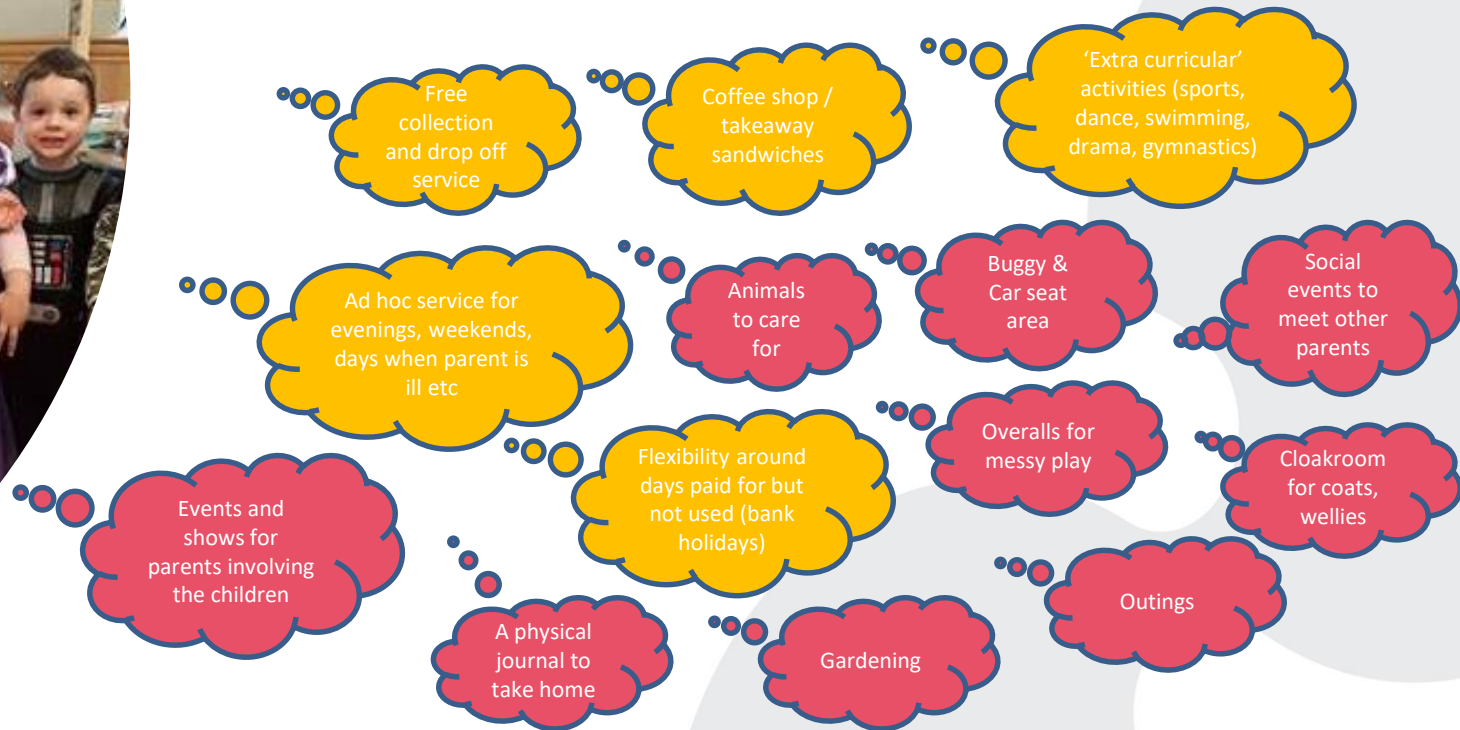 Free
collection
and drop off
service
Coffee shop /
takeaway
sandwiches
‘Extra curricular’
activities (sports,
dance, swimming,
drama, gymnastics)
Ad hoc service for
evenings, weekends,
days when parent is
ill etc
Animals
to care
for
Buggy &
Car seat
area
Social
events to
meet other
parents
Flexibility around
days paid for but
not used (bank
holidays)
Overalls for
messy play
Cloakroom
for coats,
wellies
Events and
shows for
parents involving
the children
A physical
journal to
take home
Gardening
Outings